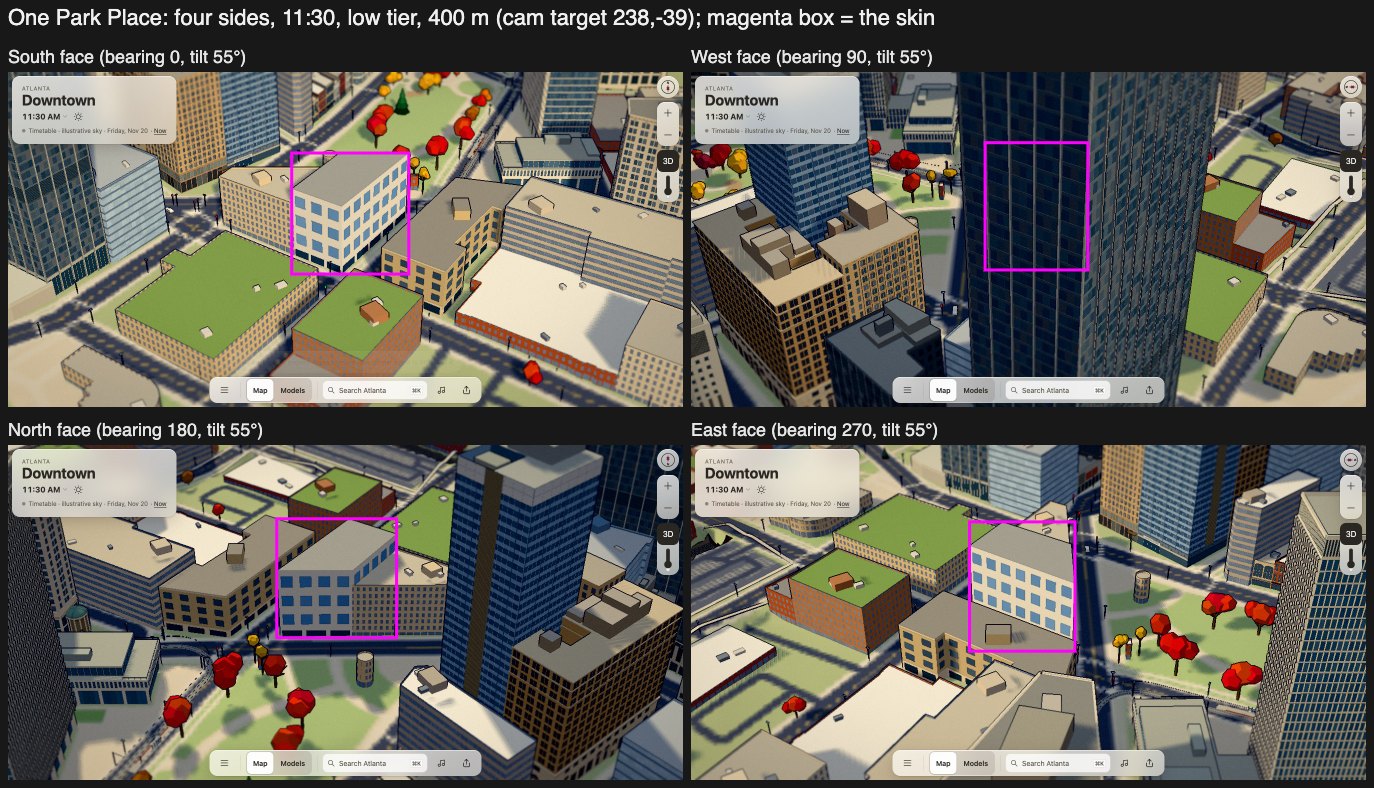 One Park Place: four sides, 11:30, low tier, 400 m (cam target 238,-39); magenta box = the skin
South face (bearing 0, tilt 55°)
ATLANTA
Downtown
11:30 AM
Timetable · illustrative sky · Friday, Nov 20 · Now
3D
Map Models Search Atlanta ⌘K
West face (bearing 90, tilt 55°)
ATLANTA
Downtown
11:30 AM
Timetable · illustrative sky · Friday, Nov 20 · Now
3D
Map Models Search Atlanta ⌘K
North face (bearing 180, tilt 55°)
ATLANTA
Downtown
11:30 AM
Timetable · illustrative sky · Friday, Nov 20 · Now
3D
Map Models Search Atlanta ⌘K
East face (bearing 270, tilt 55°)
ATLANTA
Downtown
11:30 AM
Timetable · illustrative sky · Friday, Nov 20 · Now
3D
Map Models Search Atlanta ⌘K